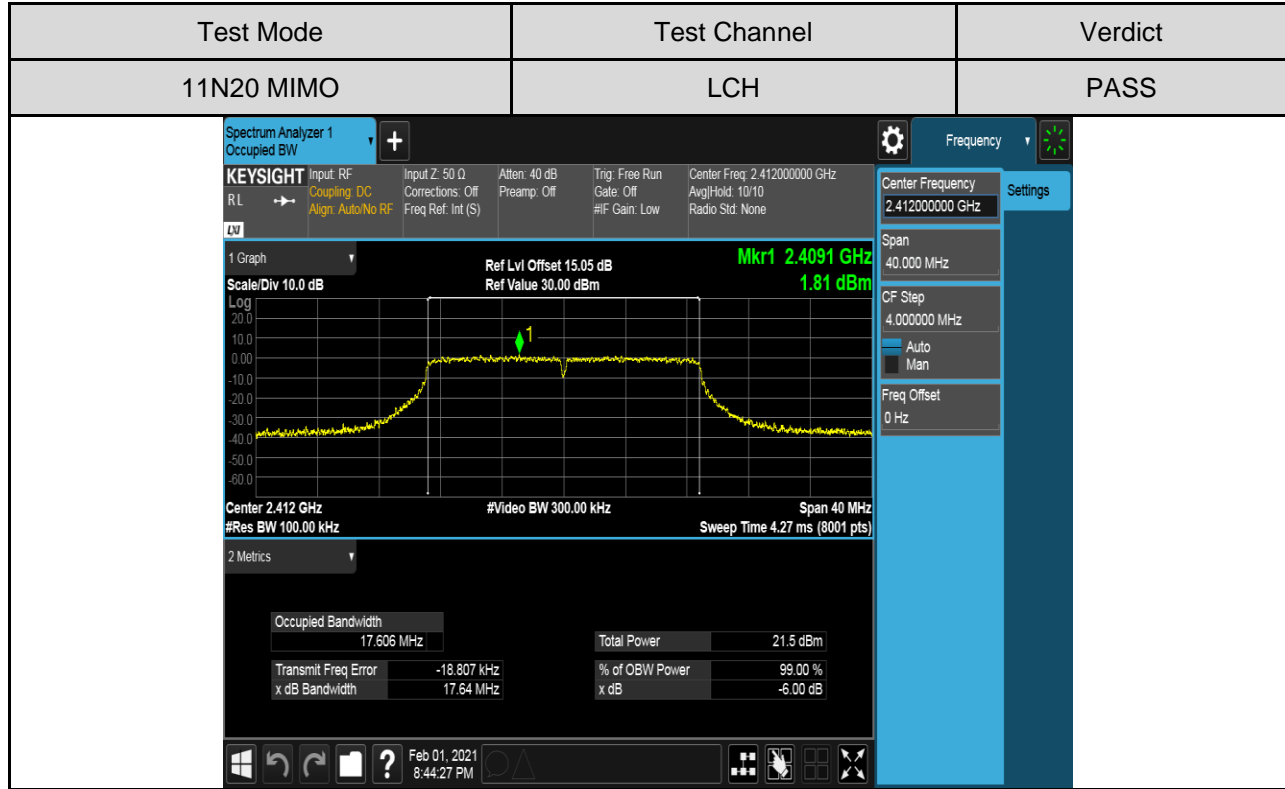 Test Mode Test Channel Verdict
11N20 MIMO LCH PASS
Spectrum Analyzer 1
Occupied BW
+
Frequency
KEYSIGHT Input: RF Input Z: 50 Ω Atten: 40 dB Trig: Free Run Center Freq: 2.412000000 GHz
RL Coupling: DC Corrections: Off Preamp: Off Gate: Off Avg|Hold: 10/10
Align: Auto/No RF Freq Ref: Int (S) #IF Gain: Low Radio Std: None
LXI
Center Frequency
2.412000000 GHz
Settings
Span
40.000 MHz
CF Step
4.000000 MHz
Auto
Man
Freq Offset
0 Hz
1 Graph Ref Lvl Offset 15.05 dB Mkr1 2.4091 GHz
Scale/Div 10.0 dB Ref Value 30.00 dBm 1.81 dBm
Log
20.0
10.0
0.00
-10.0
-20.0
-30.0
-40.0
-50.0
-60.0
1
Center 2.412 GHz #Video BW 300.00 kHz Span 40 MHz
#Res BW 100.00 kHz Sweep Time 4.27 ms (8001 pts)
2 Metrics
Occupied Bandwidth
17.606 MHz Total Power 21.5 dBm
Transmit Freq Error -18.807 kHz % of OBW Power 99.00 %
x dB Bandwidth 17.64 MHz x dB -6.00 dB
? Feb 01, 2021
8:44:27 PM